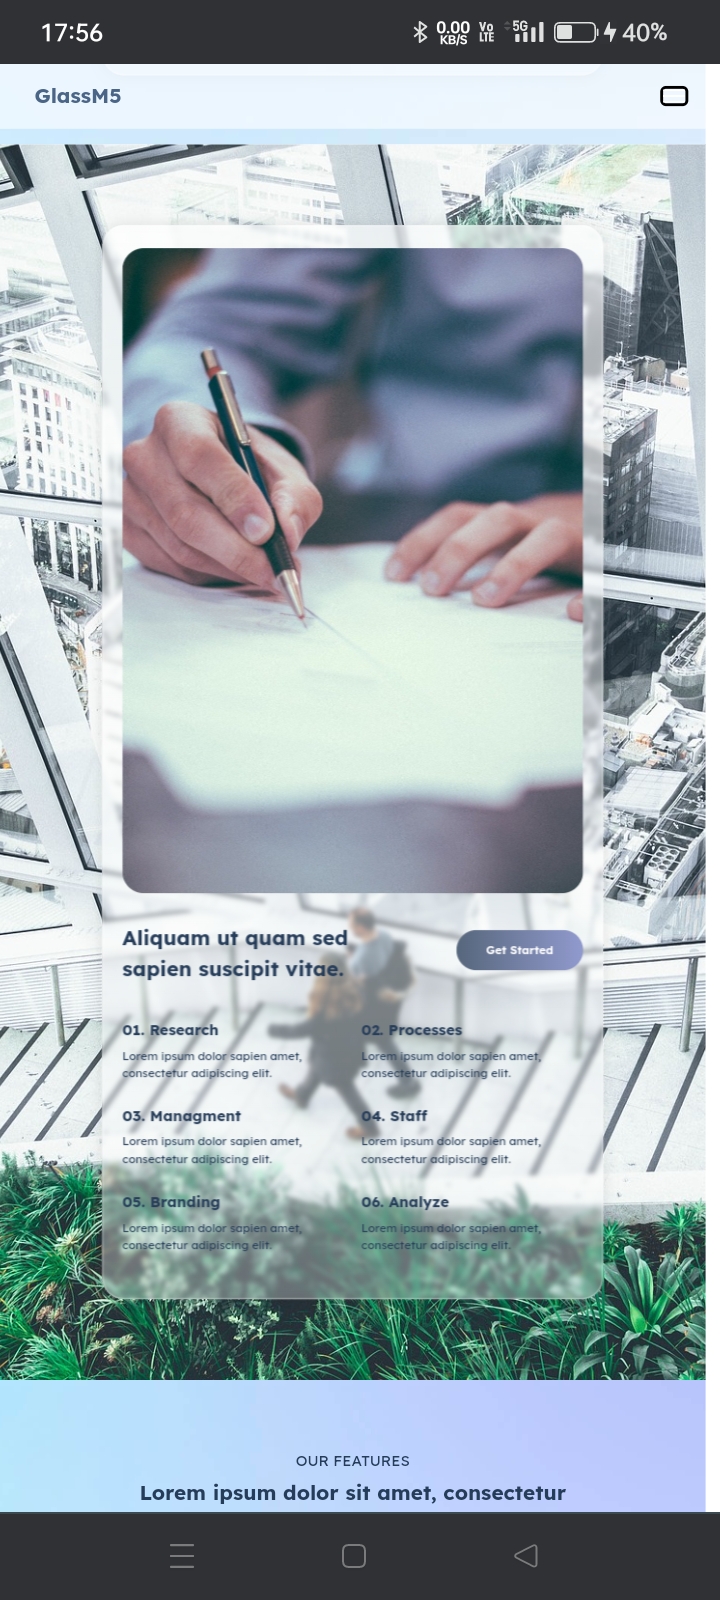 17:56
0.00
KB/S
Vo
LTE
5G
40%
GlassM5
Aliquam ut quam sed
sapien suscipit vitae.
Get Started
01. Research
Lorem ipsum dolor sapien amet,
consectetur adipiscing elit.
02. Processes
Lorem ipsum dolor sapien amet,
consectetur adipiscing elit.
03. Managment
Lorem ipsum dolor sapien amet,
consectetur adipiscing elit.
04. Staff
Lorem ipsum dolor sapien amet,
consectetur adipiscing elit.
05. Branding
Lorem ipsum dolor sapien amet,
consectetur adipiscing elit.
06. Analyze
Lorem ipsum dolor sapien amet,
consectetur adipiscing elit.
OUR FEATURES
Lorem ipsum dolor sit amet, consectetur